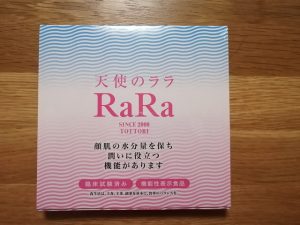 天使のララ
RaRa
SINCE 2000
TOTTORI
顔肌の水分量を保ち
潤いに役立つ
機能があります
臨床試験済み 機能性表示食品